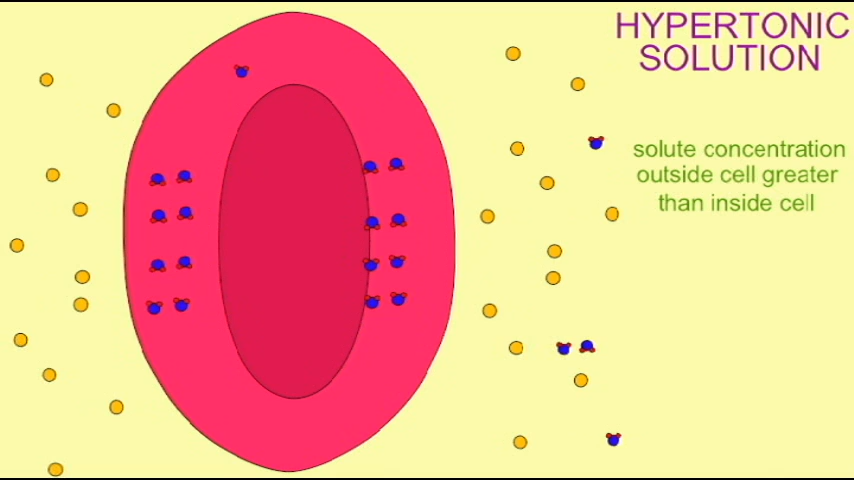 HYPERTONIC
SOLUTION
solute concentration
outside cell greater
than inside cell